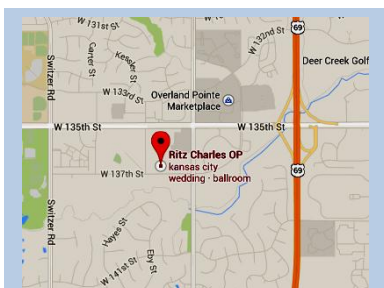 W 131st St
Carter St
Kessler St
W 132nd St
69
Deer Creek Golf
Switzer Rd
W 133rd St
Overland Pointe
Marketplace
W 135th St
W 135th St
Ritz Charles OP
kansas city
wedding · ballroom
W 137th St
69
Switzer Rd
Hayes St
Eby St
W 141st St